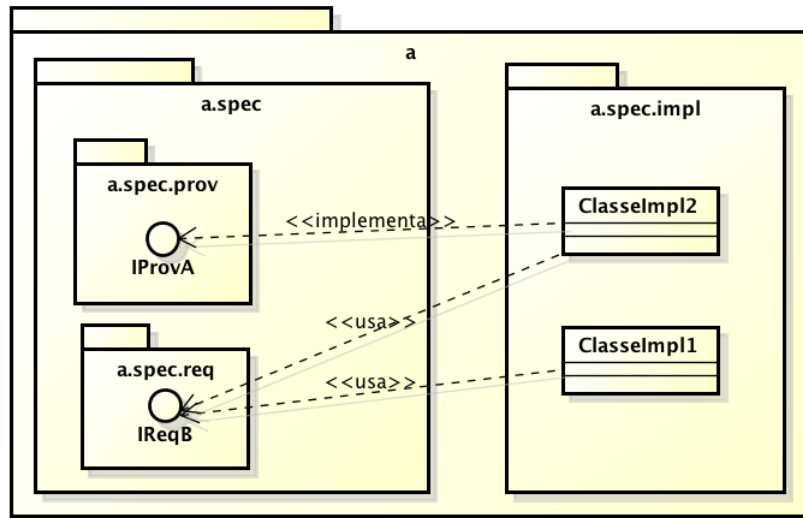 a
a.spec
a.spec.impl
a.spec.prov
IProvA
<<implementa>>
ClasseImpl2
<<usa>>
a.spec.req
IReqB
<<usa>>
ClasseImpl1